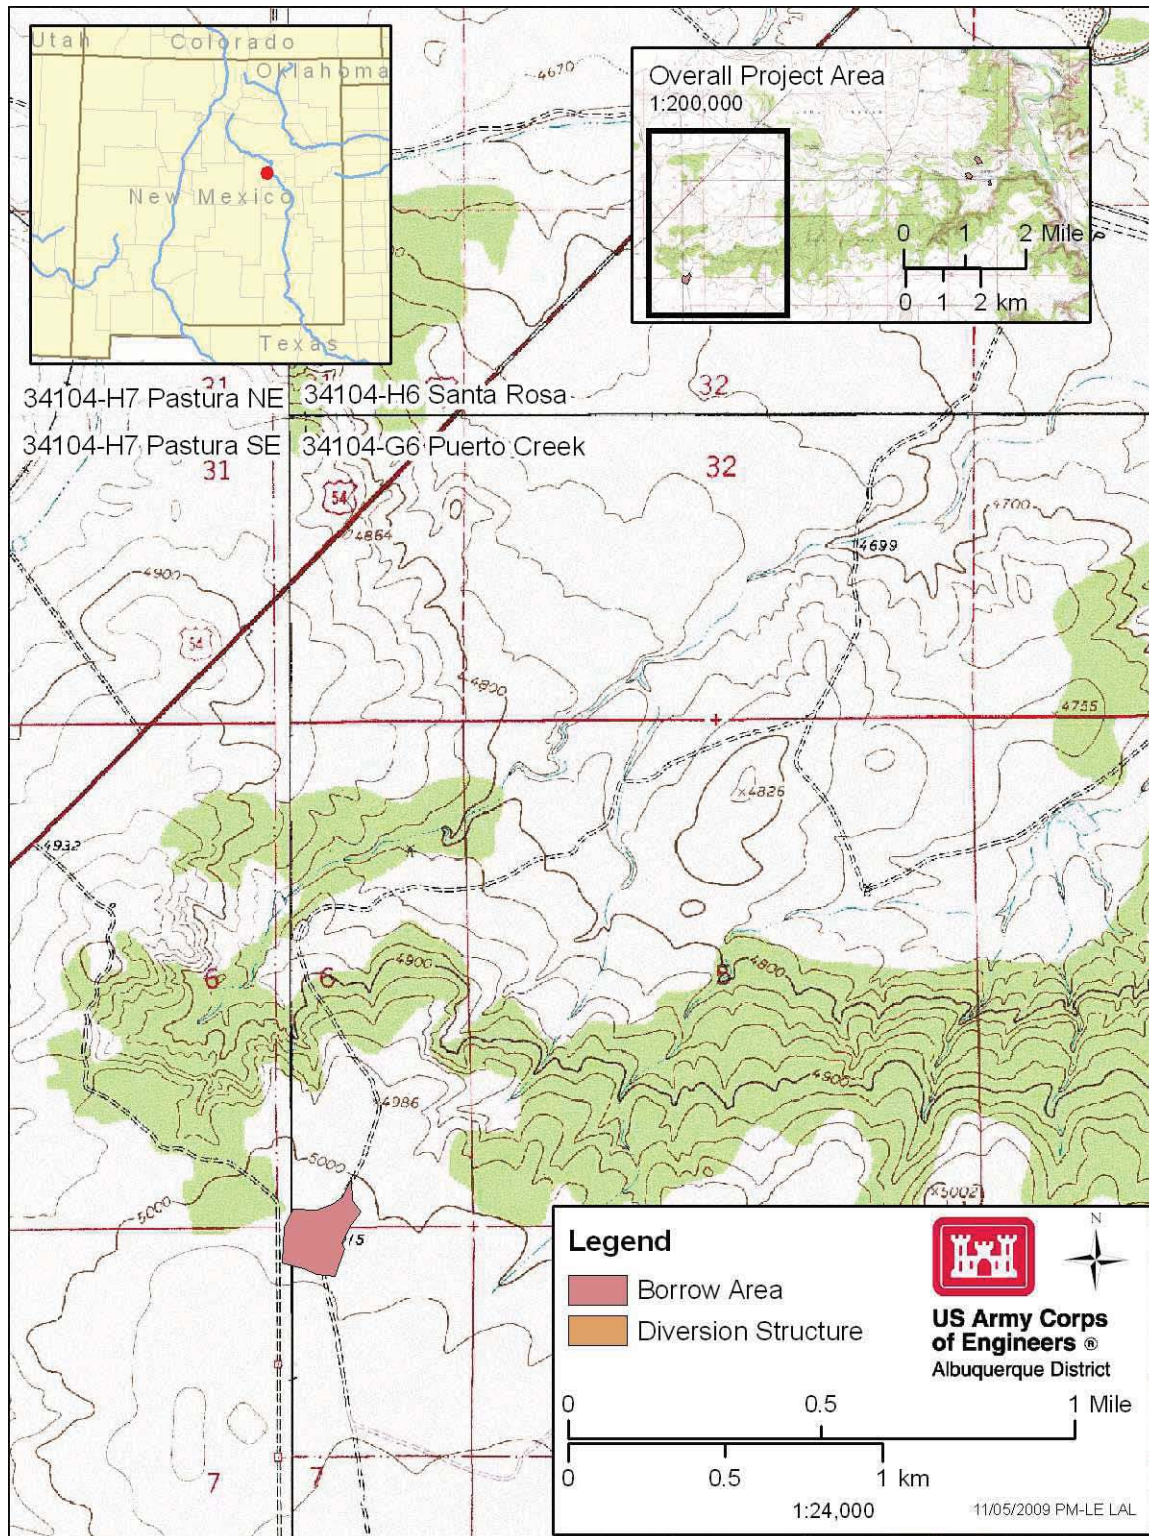 Utah
Colorado
Oklahoma
New Mexico
Texas
4670
Overall Project Area
1:200,000
0 1 2 Mile
0 1 2 km
31
32
34104-H7 Pastura NE
34104-H6 Santa Rosa
34104-H7 Pastura SE
34104-G6 Puerto Creek
31
32
54
4864
4700
4699
4900
54
4800
4755
x4826
4932
6
6
4900
8
4800
4900
4986
5000
x5002
5000
15
7
7
Legend
Borrow Area
Diversion Structure
N
US Army Corps
of Engineers ®
Albuquerque District
0 0.5 1 Mile
0 0.5 1 km
1:24,000
11/05/2009 PM-LE LAL